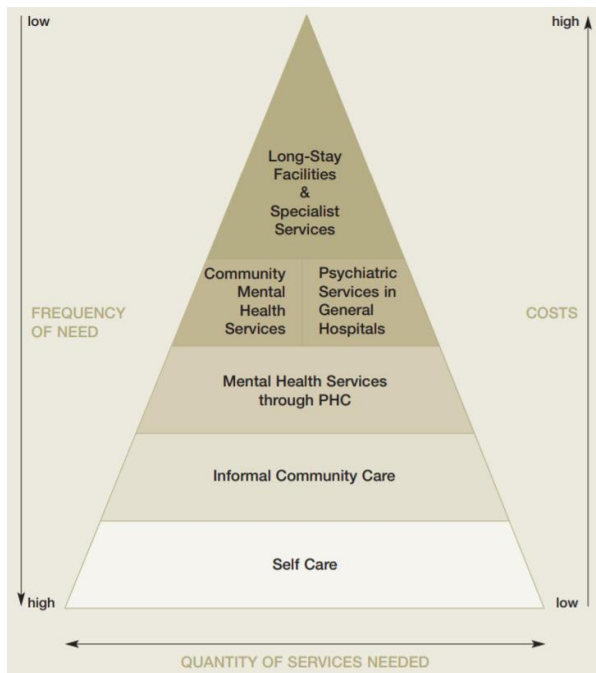 low
high
Long-Stay
Facilities
&
Specialist
Services
Community
Mental
Health
Services
Psychiatric
Services in
General
Hospitals
FREQUENCY
OF NEED
COSTS
Mental Health Services
through PHC
Informal Community Care
Self Care
high
low
QUANTITY OF SERVICES NEEDED